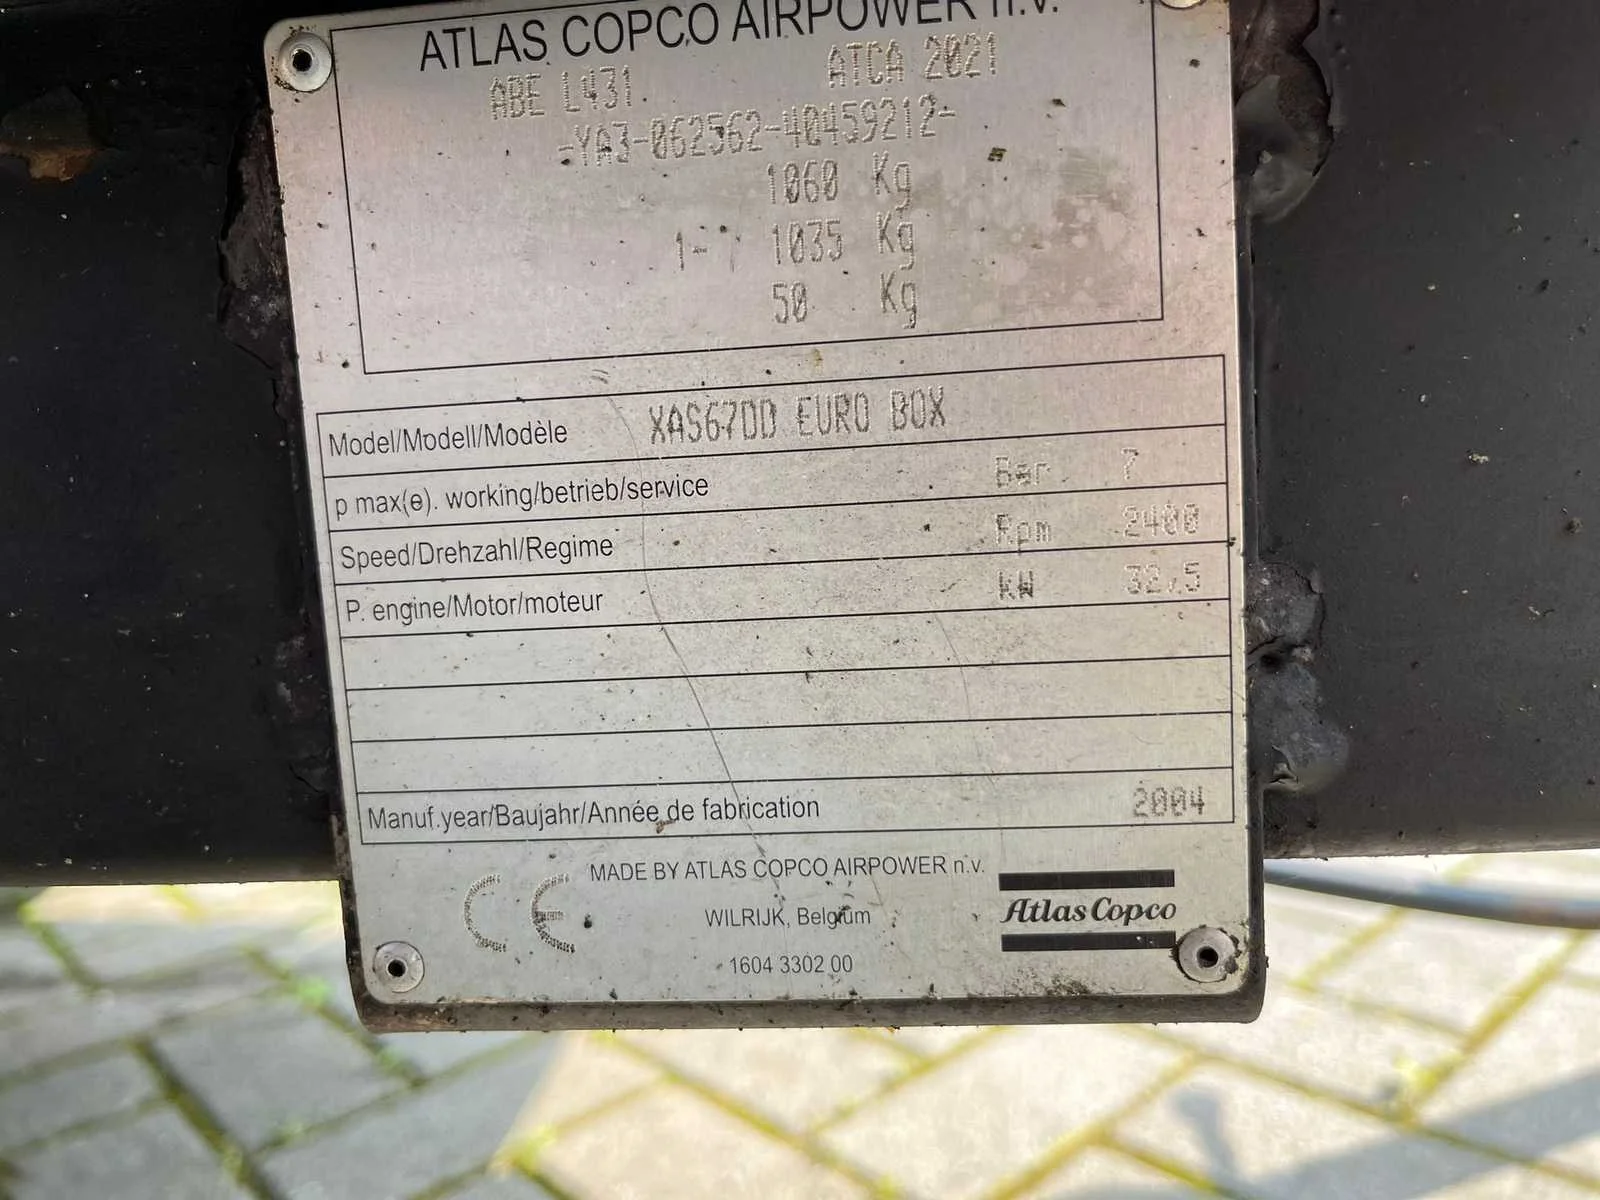 ATLAS COPCO AIRPOWER n.v.
ABE L431 ATCA 2021
-YA3-062562-40459212-
1060 Kg
1- 1035 Kg
50 Kg
Model/Modell/Modèle XAS67DD EURO BOX
p max(e). working/betrieb/service Bar 7
Speed/Drehzahl/Regime Rpm 2400
P. engine/Motor/moteur kW 32.5
Manuf.year/Baujahr/Année de fabrication 2004
CE
MADE BY ATLAS COPCO AIRPOWER n.v.
WILRIJK, Belgium
Atlas Copco
1604 3302 00